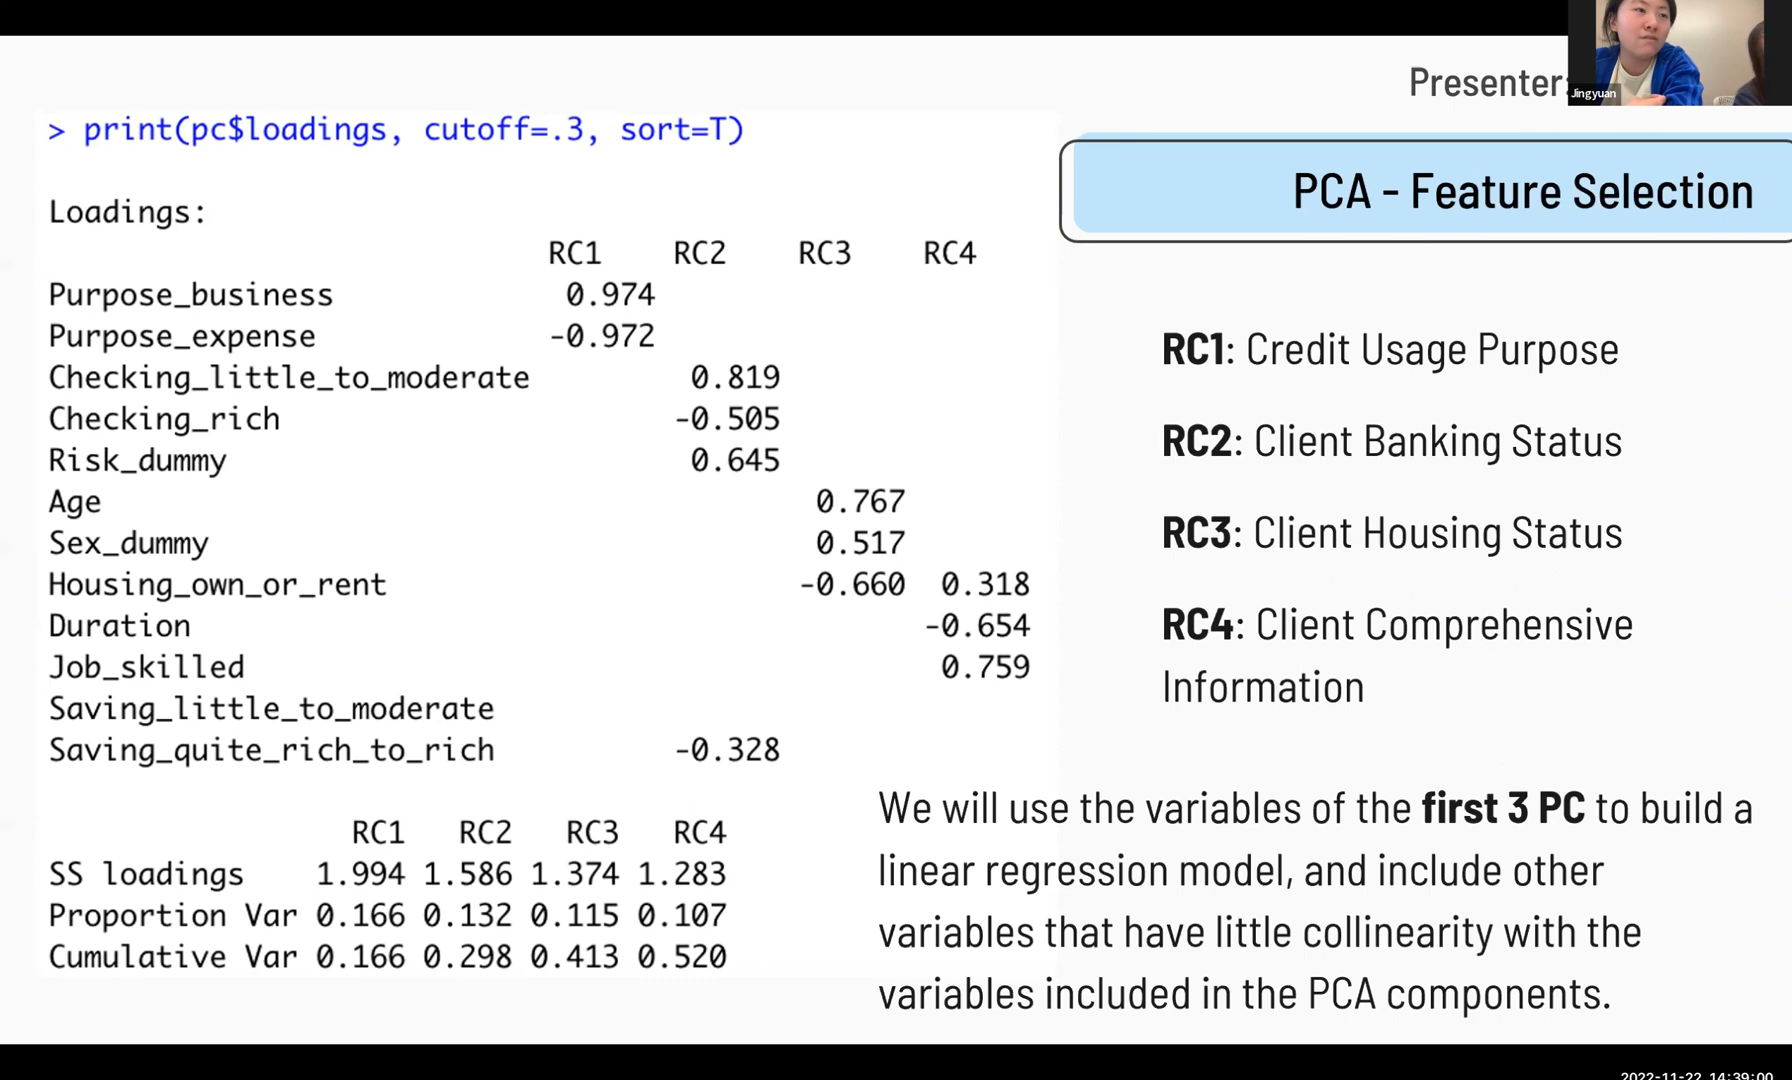 Presenter:
Jingyuan
> print(pc$loadings, cutoff=.3, sort=T)
PCA - Feature Selection
Loadings:
RC1 RC2 RC3 RC4
Purpose_business 0.974
Purpose_expense -0.972
Checking_little_to_moderate 0.819
Checking_rich -0.505
Risk_dummy 0.645
Age 0.767
Sex_dummy 0.517
Housing_own_or_rent -0.660 0.318
Duration -0.654
Job_skilled 0.759
Saving_little_to_moderate
Saving_quite_rich_to_rich -0.328
RC1 RC2 RC3 RC4
SS loadings 1.994 1.586 1.374 1.283
Proportion Var 0.166 0.132 0.115 0.107
Cumulative Var 0.166 0.298 0.413 0.520
RC1: Credit Usage Purpose
RC2: Client Banking Status
RC3: Client Housing Status
RC4: Client Comprehensive
Information
We will use the variables of the first 3 PC to build a
linear regression model, and include other
variables that have little collinearity with the
variables included in the PCA components.
2022-11-22 14:39:00